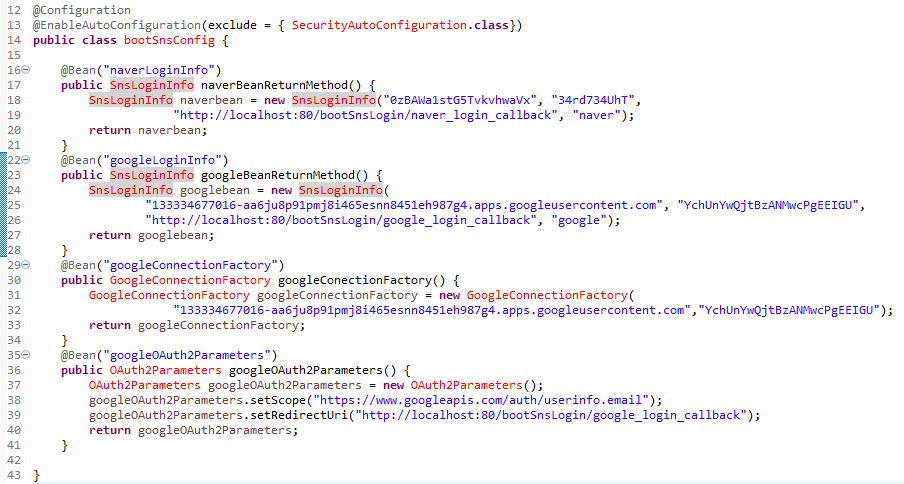 12 @Configuration
13 @EnableAutoConfiguration(exclude = { SecurityAutoConfiguration.class})
14 public class bootSnsConfig {
15
16 @Bean("naverLoginInfo")
17 public SnsLoginInfo naverBeanReturnMethod() {
18 SnsLoginInfo naverbean = new SnsLoginInfo("0zBAWa1stG5TvkvhwaVx", "34rd734UhT",
19 "http://localhost:80/bootSnsLogin/naver_login_callback", "naver");
20 return naverbean;
21 }
22 @Bean("googleLoginInfo")
23 public SnsLoginInfo googleBeanReturnMethod() {
24 SnsLoginInfo googlebean = new SnsLoginInfo(
25 "133334677016-aa6ju8p91pmj8i465esnn8451eh987g4.apps.googleusercontent.com", "YchUnYwQjtBzANMwcPgEEIGU",
26 "http://localhost:80/bootSnsLogin/google_login_callback", "google");
27 return googlebean;
28 }
29 @Bean("googleConnectionFactory")
30 public GoogleConnectionFactory googleConectionFactory() {
31 GoogleConnectionFactory googleConnectionFactory = new GoogleConnectionFactory(
32 "133334677016-aa6ju8p91pmj8i465esnn8451eh987g4.apps.googleusercontent.com","YchUnYwQjtBzANMwcPgEEIGU");
33 return googleConnectionFactory;
34 }
35 @Bean("googleOAuth2Parameters")
36 public OAuth2Parameters googleOAuth2Parameters() {
37 OAuth2Parameters googleOAuth2Parameters = new OAuth2Parameters();
38 googleOAuth2Parameters.setScope("https://www.googleapis.com/auth/userinfo.email");
39 googleOAuth2Parameters.setRedirectUri("http://localhost:80/bootSnsLogin/google_login_callback");
40 return googleOAuth2Parameters;
41 }
42
43 }